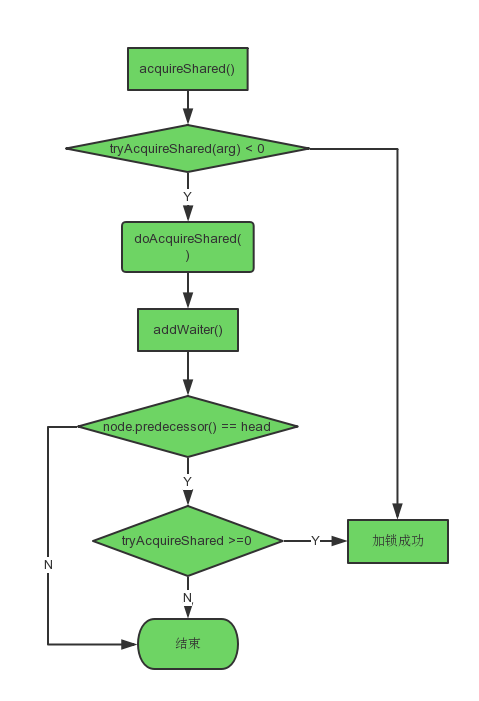 acquireShared()
tryAcquireShared(arg) < 0
Y
doAcquireShared(
)
addWaiter()
node.predecessor() == head
Y
N
tryAcquireShared >=0
Y
加锁成功
N,
结束